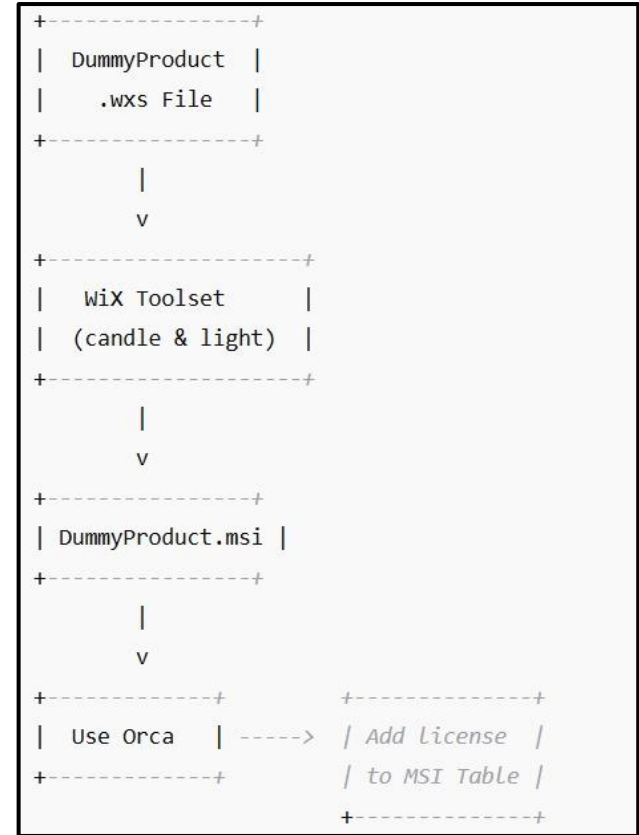 +----------------+
|  DummyProduct  |
|    .wxs File   |
+----------------+
        |
        v
+--------------------+
|   WiX Toolset      |
|  (candle & light)  |
+--------------------+
        |
        v
+----------------+
| DummyProduct.msi |
+----------------+
        |
        v
+-------------+         +--------------+
|  Use Orca   | ----->  | Add license  |
+-------------+         | to MSI Table |
                        +--------------+